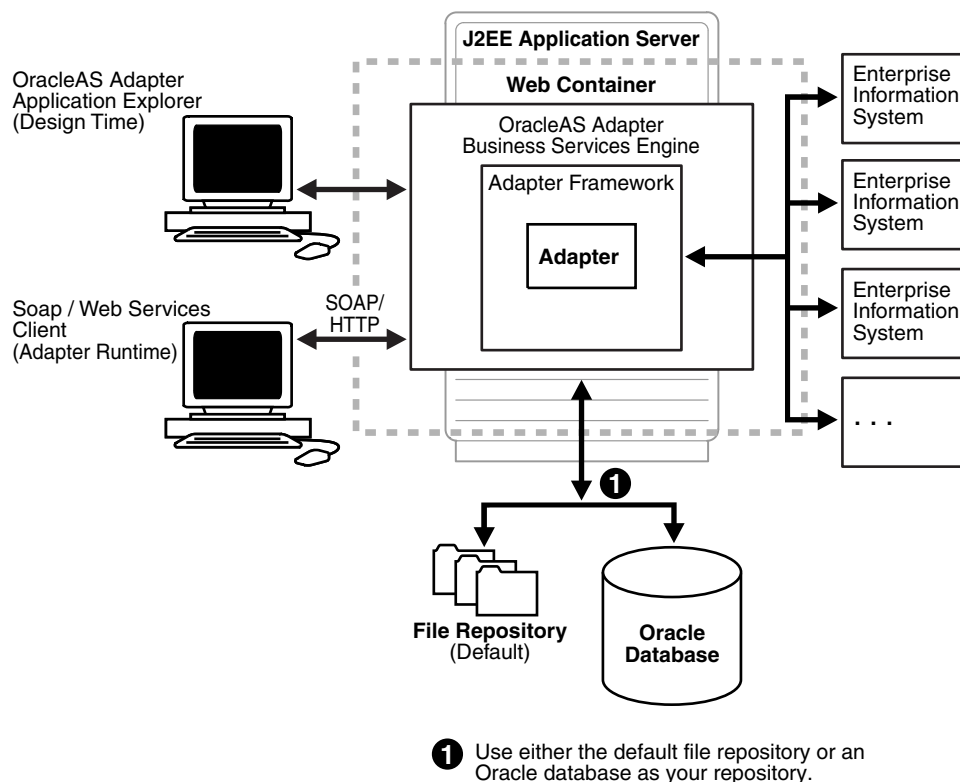 J2EE Application Server
Web Container
OracleAS Adapter
Application Explorer
(Design Time)
OracleAS Adapter
Business Services Engine
Adapter Framework
Adapter
Soap / Web Services
Client
(Adapter Runtime)
SOAP/
HTTP
Enterprise
Information
System
Enterprise
Information
System
Enterprise
Information
System
. . .
1
File Repository
(Default)
Oracle
Database
1 Use either the default file repository or an
Oracle database as your repository.